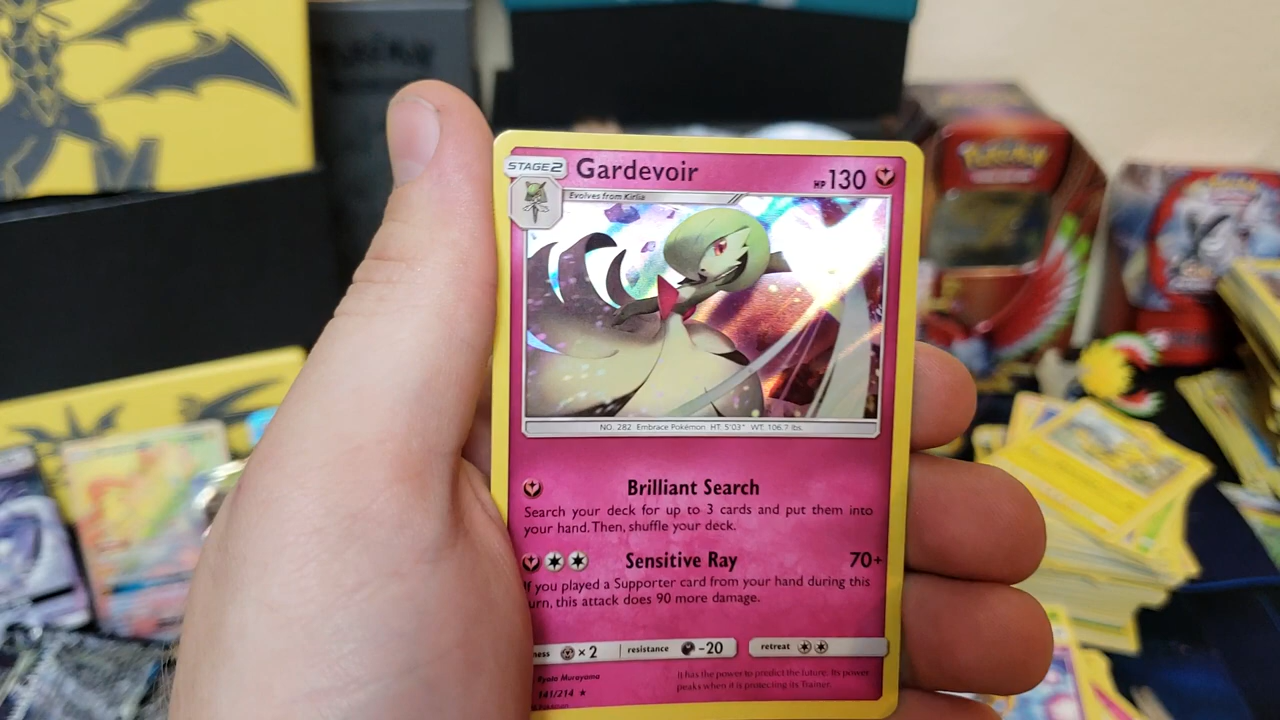 STAGE2 Gardevoir HP 130
Evolves from Kirlia
NO. 282 Embrace Pokémon HT: 5'03" WT: 106.7 lbs.
Brilliant Search
Search your deck for up to 3 cards and put them into
your hand. Then, shuffle your deck.
Sensitive Ray 70+
If you played a Supporter card from your hand during this
urn, this attack does 90 more damage.
ness ×2 resistance -20 retreat
Ryota Murayama
It has the power to predict the future. Its power
peaks when it is protecting its Trainer.
141/214
Pokémon
POKÉMON